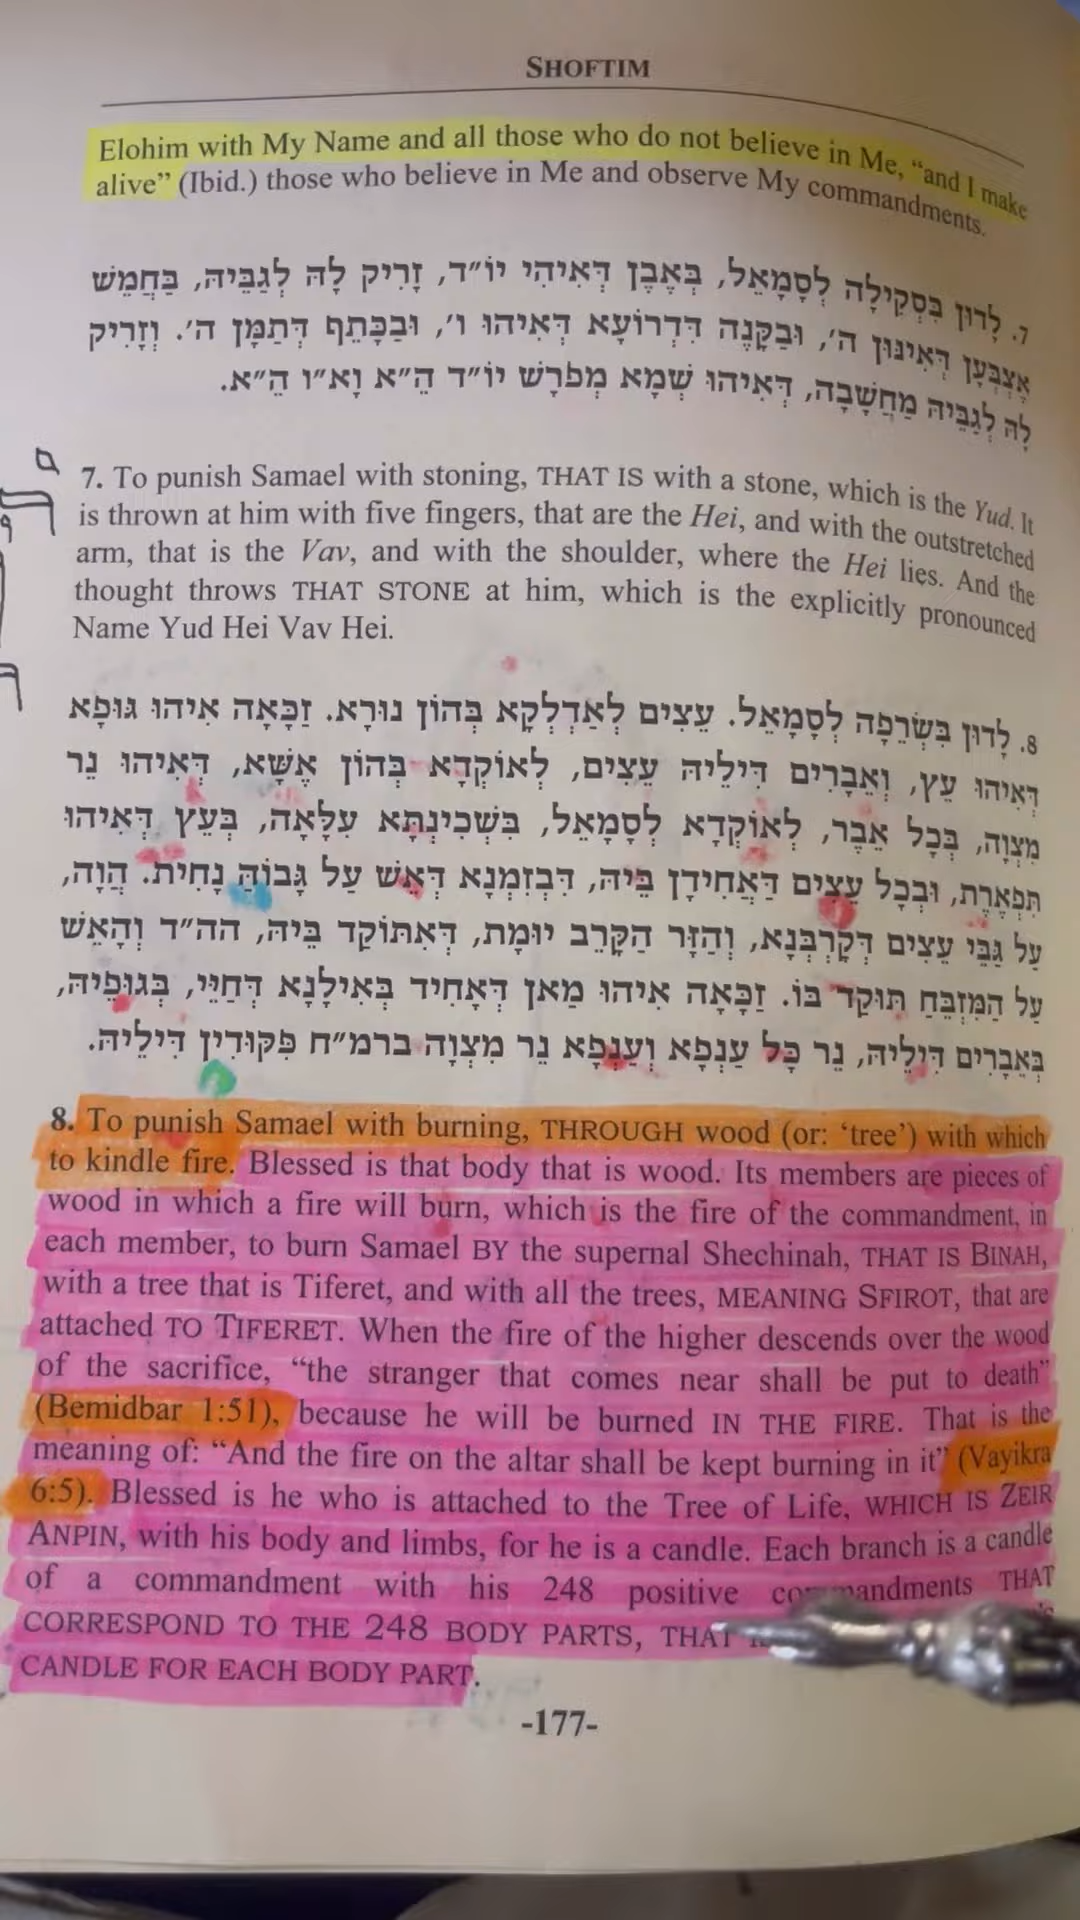 SHOFTIM
Elohim with My Name and all those who do not believe in Me, “and I make
alive” (Ibid.) those who believe in Me and observe My commandments.
7. לָדוּן בִּסְקִילָה לְסָמָאֵל, בְּאֶבֶן דְּאִיהִי יוֹ״ד, זָרִיק לָהּ לְגַבֵּיהּ, בַּחֲמֵשׁ
אֶצְבְּעָן דְּאִינּוּן ה׳, וּבַקָּנֶה דִּדְרוֹעָא דְּאִיהוּ ו׳, וּבַכָּתֵף דְּתַמָּן ה׳. וְזָרִיק
לָהּ לְגַבֵּיהּ מַחֲשָׁבָה, דְּאִיהוּ שְׁמָא מְפֹרָשׁ יוֹ״ד הֵ״א וָא״ו הֵ״א.
7. To punish Samael with stoning, THAT IS with a stone, which is the Yud. It
is thrown at him with five fingers, that are the Hei, and with the outstretched
arm, that is the Vav, and with the shoulder, where the Hei lies. And the
thought throws THAT STONE at him, which is the explicitly pronounced
Name Yud Hei Vav Hei.
8. לָדוּן בִּשְׂרֵפָה לְסָמָאֵל. עֵצִים לְאַדְלְקָא בְּהוֹן נוּרָא. זַכָּאָה אִיהוּ גּוּפָא
דְּאִיהוּ עֵץ, וְאֵבָרִים דִּילֵיהּ עֵצִים, לְאוֹקְדָא בְּהוֹן אֶשָּׁא, דְּאִיהוּ נֵר
מִצְוָה, בְּכָל אֵבֶר, לְאוֹקְדָא לְסָמָאֵל, בִּשְׁכִינְתָּא עִלָּאָה, בְּעֵץ דְּאִיהוּ
תִּפְאֶרֶת, וּבְכָל עֵצִים דַּאֲחִידָן בֵּיהּ, דִּבְזִמְנָא דְּאֵשׁ עַל גָּבוֹהַּ נָחִית. הֲוָה,
עַל גַּבֵּי עֵצִים דְּקָרְבְּנָא, וְהַזָּר הַקָּרֵב יוּמָת, דְּאִתּוֹקַד בֵּיהּ, הה״ד וְהָאֵשׁ
עַל הַמִּזְבֵּחַ תּוּקַד בּוֹ. זַכָּאָה אִיהוּ מַאן דְּאָחִיד בְּאִילָנָא דְּחַיֵּי, בְּגוּפֵיהּ,
בְּאֵבָרִים דִּילֵיהּ, נֵר כָּל עַנְפָא וְעַנְפָא נֵר מִצְוָה ברמ״ח פִּקּוּדִין דִּילֵיהּ.
8. To punish Samael with burning, THROUGH wood (or: ‘tree’) with which
to kindle fire. Blessed is that body that is wood. Its members are pieces of
wood in which a fire will burn, which is the fire of the commandment, in
each member, to burn Samael BY the supernal Shechinah, THAT IS BINAH,
with a tree that is Tiferet, and with all the trees, MEANING SFIROT, that are
attached TO TIFERET. When the fire of the higher descends over the wood
of the sacrifice, “the stranger that comes near shall be put to death”
(Bemidbar 1:51), because he will be burned IN THE FIRE. That is the
meaning of: “And the fire on the altar shall be kept burning in it” (Vayikra
6:5). Blessed is he who is attached to the Tree of Life, WHICH IS ZEIR
ANPIN, with his body and limbs, for he is a candle. Each branch is a candle
of a commandment with his 248 positive commandments THAT
CORRESPOND TO THE 248 BODY PARTS, THAT
CANDLE FOR EACH BODY PART.
-177-